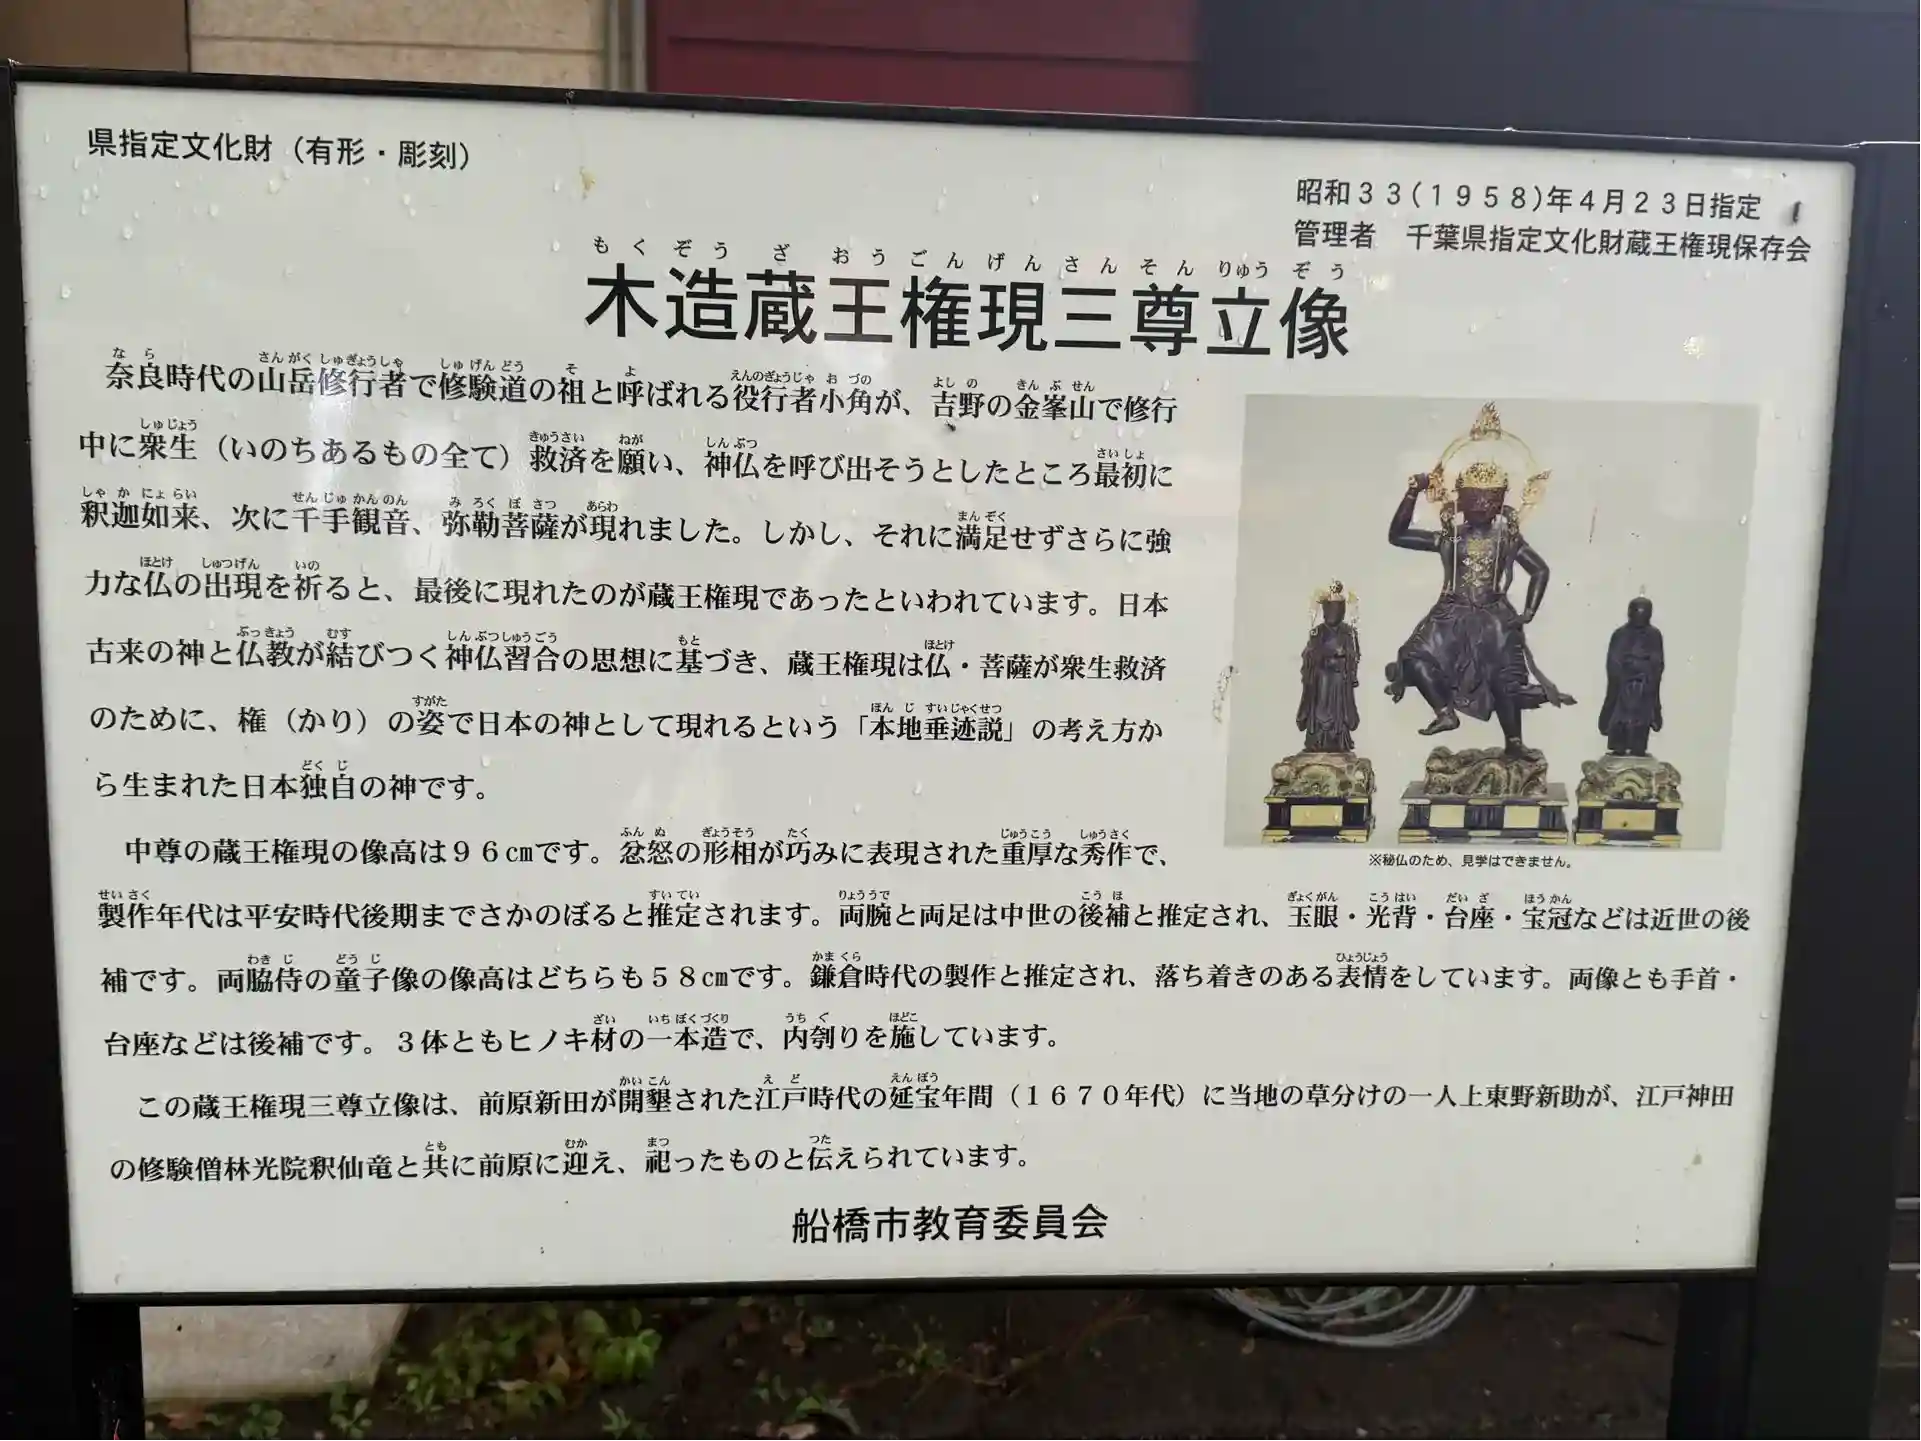 県指定文化財（有形・彫刻）
昭和３３(１９５８)年４月２３日指定
管理者　千葉県指定文化財蔵王権現保存会
もくぞうざおうごんげんさんそんりゅうぞう
木造蔵王権現三尊立像
奈良時代の山岳修行者で修験道の祖と呼ばれる役行者小角が、吉野の金峯山で修行
中に衆生（いのちあるもの全て）救済を願い、神仏を呼び出そうとしたところ最初に
釈迦如来、次に千手観音、弥勒菩薩が現れました。しかし、それに満足せずさらに強
力な仏の出現を祈ると、最後に現れたのが蔵王権現であったといわれています。日本
古来の神と仏教が結びつく神仏習合の思想に基づき、蔵王権現は仏・菩薩が衆生救済
のために、権（かり）の姿で日本の神として現れるという「本地垂迹説」の考え方か
ら生まれた日本独自の神です。
※秘仏のため、見学はできません。
中尊の蔵王権現の像高は９６㎝です。忿怒の形相が巧みに表現された重厚な秀作で、
製作年代は平安時代後期までさかのぼると推定されます。両腕と両足は中世の後補と推定され、玉眼・光背・台座・宝冠などは近世の後
補です。両脇侍の童子像の像高はどちらも５８㎝です。鎌倉時代の製作と推定され、落ち着きのある表情をしています。両像とも手首・
台座などは後補です。３体ともヒノキ材の一本造で、内刳りを施しています。
この蔵王権現三尊立像は、前原新田が開墾された江戸時代の延宝年間（１６７０年代）に当地の草分けの一人上東野新助が、江戸神田
の修験僧林光院釈仙竜と共に前原に迎え、祀ったものと伝えられています。
船橋市教育委員会